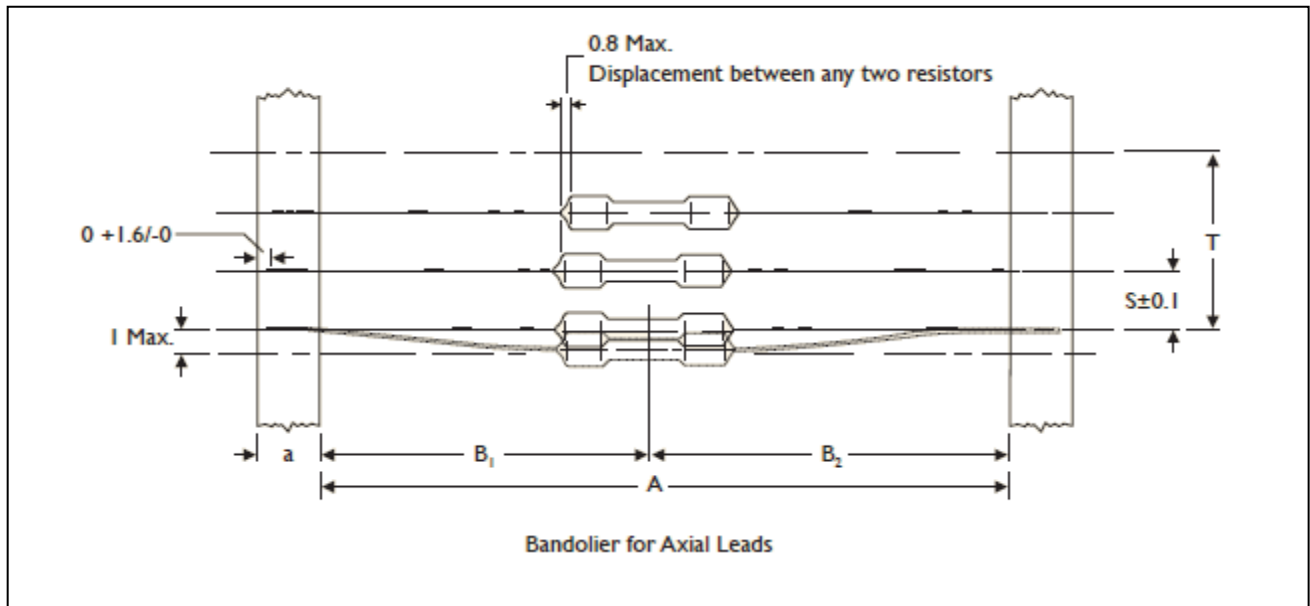 0.8 Max.
Displacement between any two resistors
0 +1.6/-0
T
S±0.1
1 Max.
a
B₁
B₂
A
Bandolier for Axial Leads